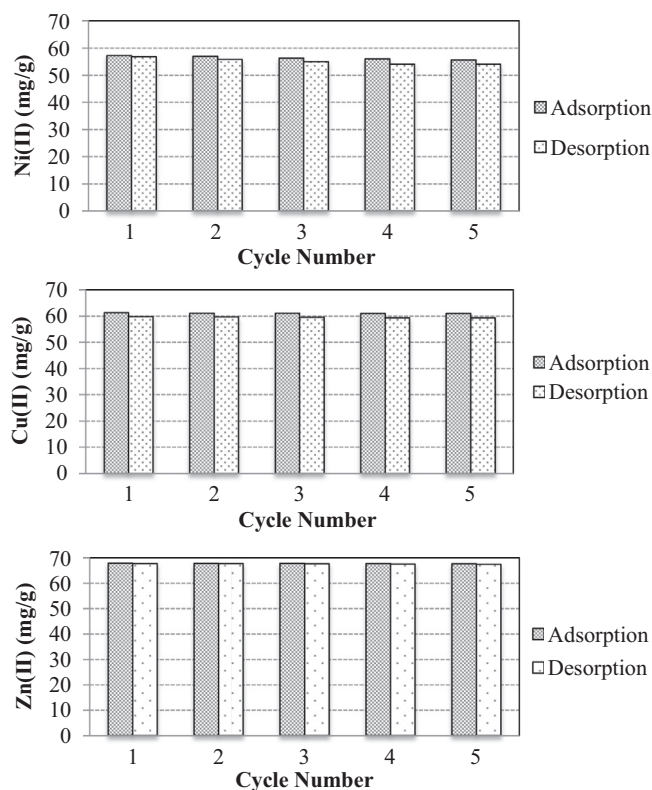 Ni(II) (mg/g)
70
60
50
40
30
20
10
0
1 2 3 4 5
Cycle Number
Adsorption
Desorption
Cu(II) (mg/g)
70
60
50
40
30
20
10
0
1 2 3 4 5
Cycle Number
Adsorption
Desorption
Zn(II) (mg/g)
70
60
50
40
30
20
10
0
1 2 3 4 5
Cycle Number
Adsorption
Desorption